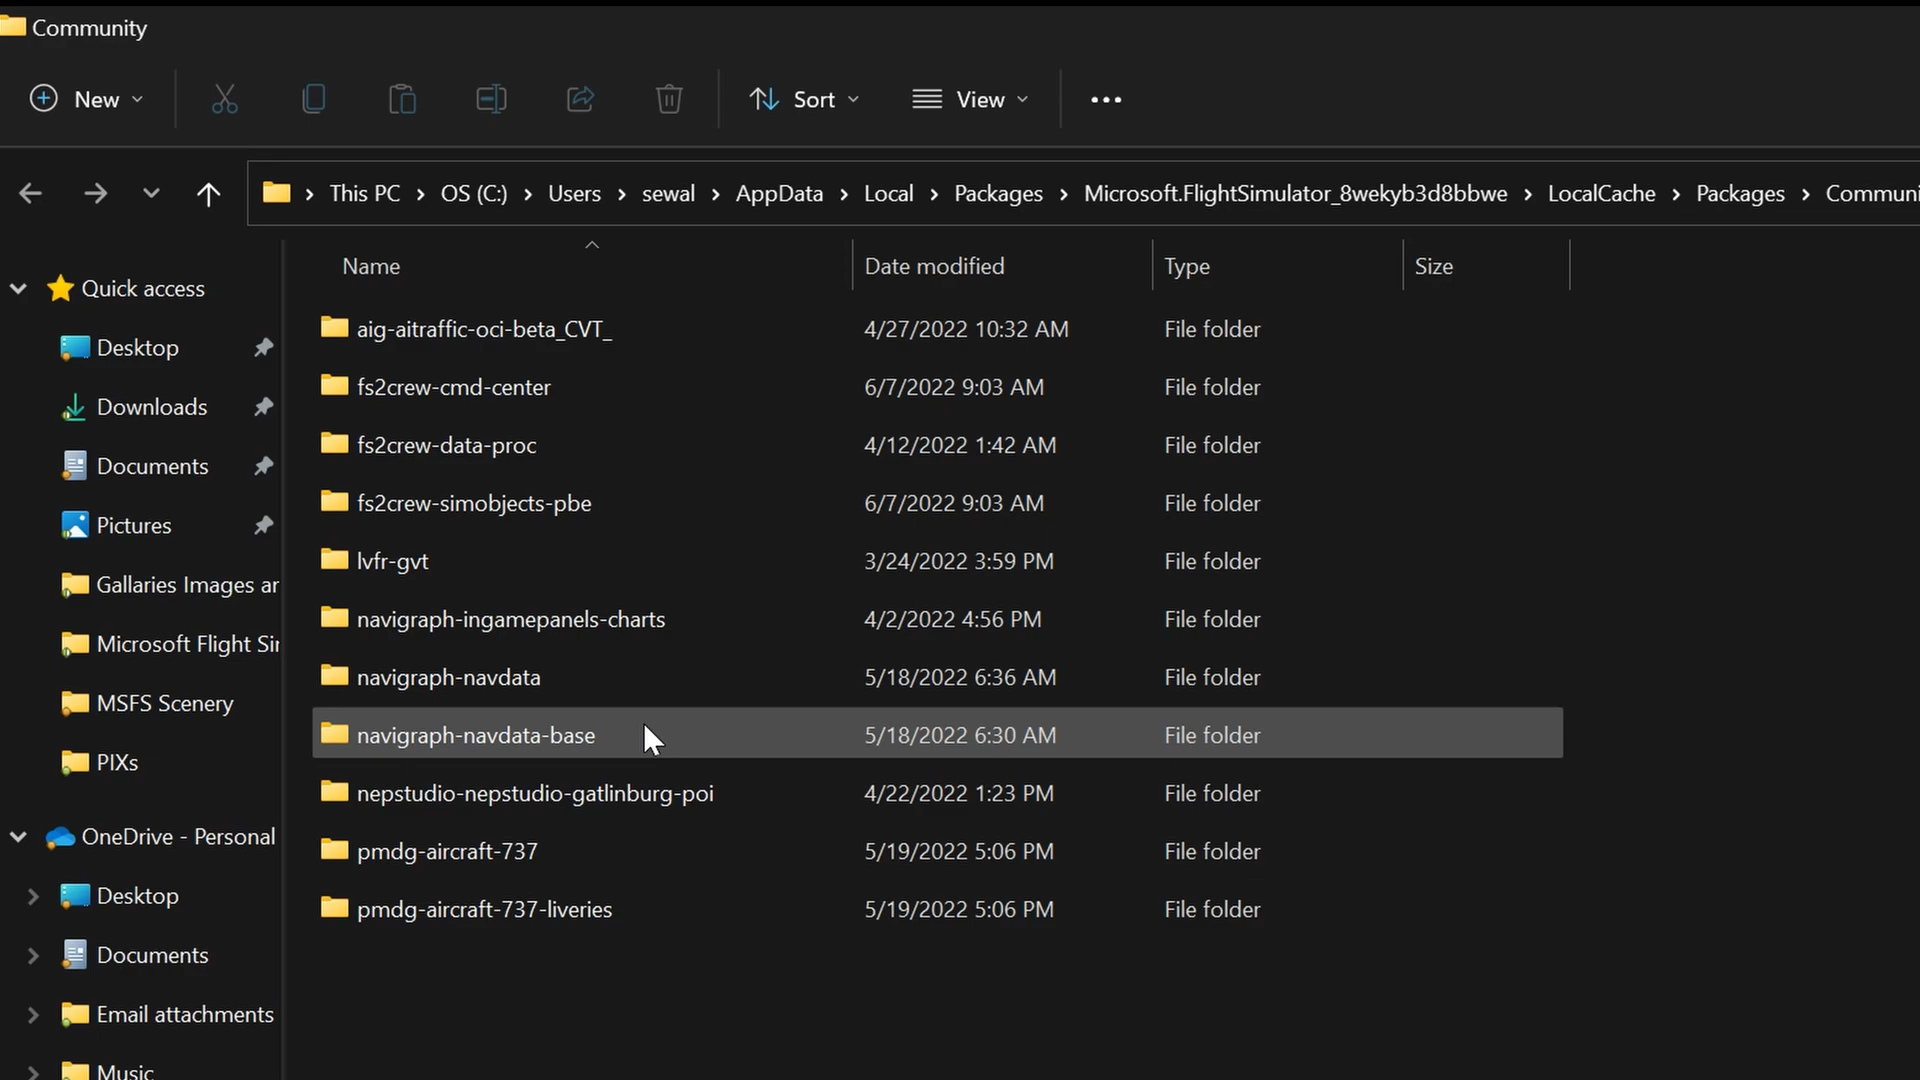 Community
New
Sort
View
This PC > OS (C:) > Users > sewal > AppData > Local > Packages > Microsoft.FlightSimulator_8wekyb3d8bbwe > LocalCache > Packages > Communi
Name Date modified Type Size
Quick access
Desktop
Downloads
Documents
Pictures
Gallaries Images ar
Microsoft Flight Sir
MSFS Scenery
PIXs
OneDrive - Personal
Desktop
Documents
Email attachments
Music
aig-aitraffic-oci-beta_CVT_ 4/27/2022 10:32 AM File folder
fs2crew-cmd-center 6/7/2022 9:03 AM File folder
fs2crew-data-proc 4/12/2022 1:42 AM File folder
fs2crew-simobjects-pbe 6/7/2022 9:03 AM File folder
lvfr-gvt 3/24/2022 3:59 PM File folder
navigraph-ingamepanels-charts 4/2/2022 4:56 PM File folder
navigraph-navdata 5/18/2022 6:36 AM File folder
navigraph-navdata-base 5/18/2022 6:30 AM File folder
nepstudio-nepstudio-gatlinburg-poi 4/22/2022 1:23 PM File folder
pmdg-aircraft-737 5/19/2022 5:06 PM File folder
pmdg-aircraft-737-liveries 5/19/2022 5:06 PM File folder